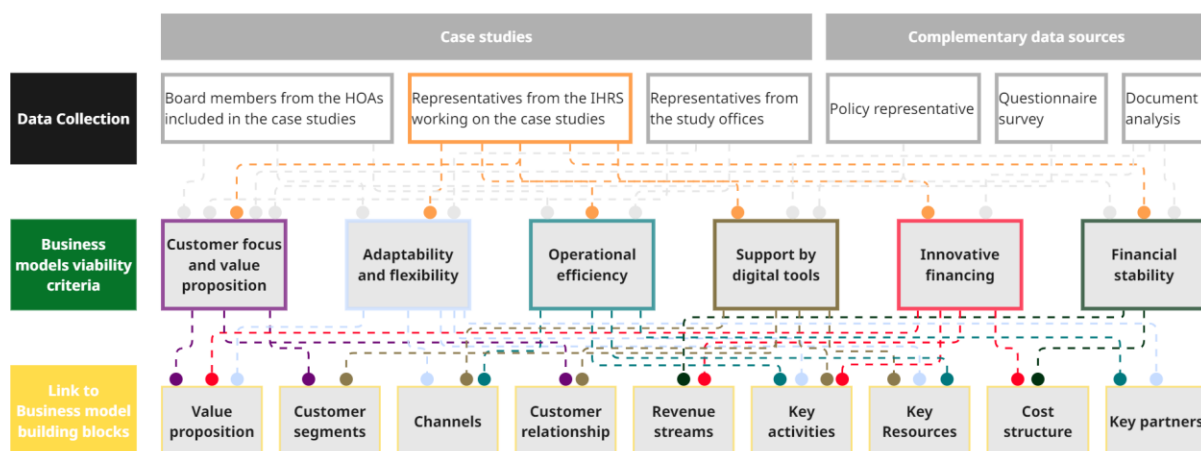 Case studies
Complementary data sources
Data Collection
Board members from the HOAs
included in the case studies
Representatives from the IHRS
working on the case studies
Representatives from
the study offices
Policy representative
Questionnaire
survey
Document
analysis
Business
models viability
criteria
Customer focus
and value
proposition
Adaptability
and flexibility
Operational
efficiency
Support by
digital tools
Innovative
financing
Financial
stability
Link to
Business model
building blocks
Value
proposition
Customer
segments
Channels
Customer
relationship
Revenue
streams
Key
activities
Key
Resources
Cost
structure
Key partners